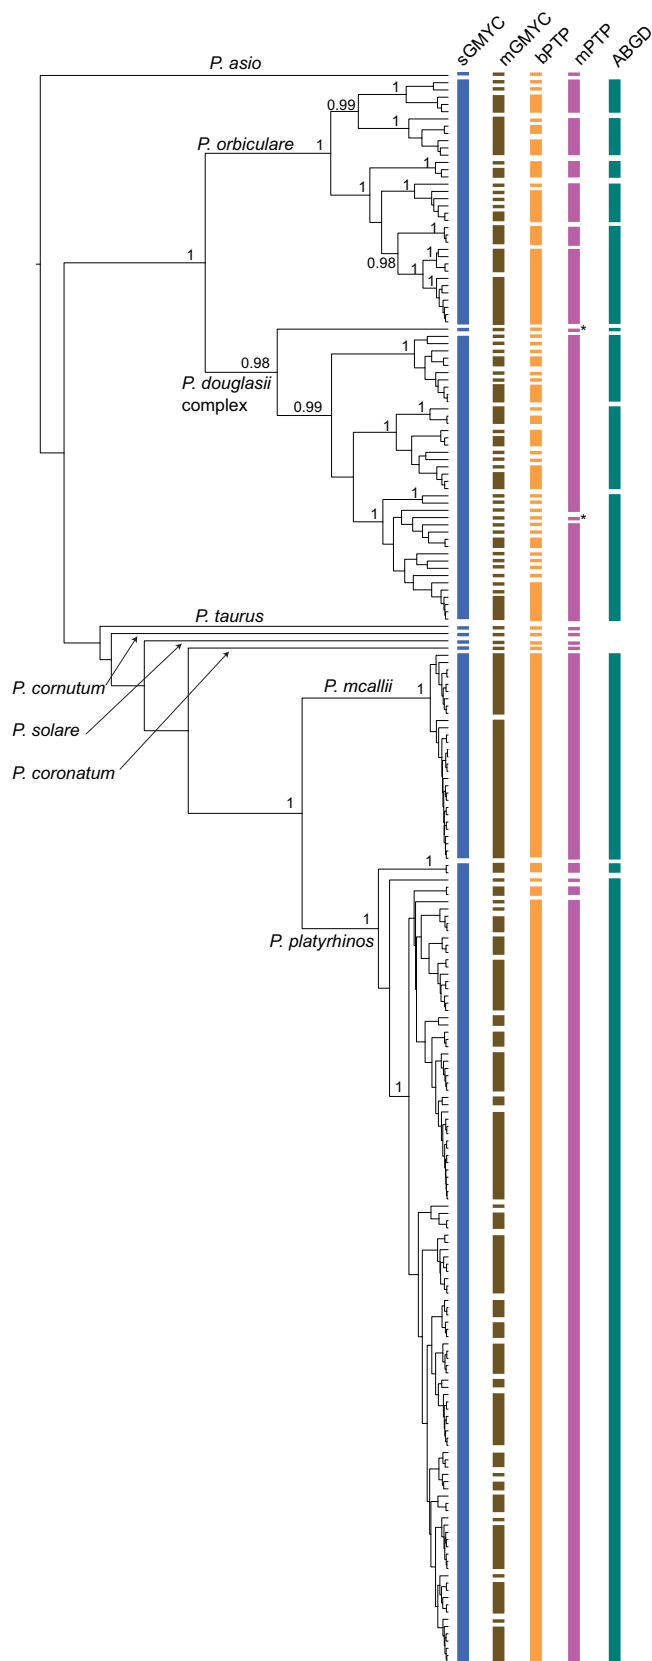 sGMYC
mGMYC
bPTP
mPTP
ABGD
P. asio
1
0.99
1
P. orbiculare
1
1
1
1
1
1
0.98
1
1
*
0.98
1
P. douglasii
complex
0.99
1
1
1
1
*
P. taurus
P. cornutum
P. mcallii
1
P. solare
P. coronatum
1
1
1
P. platyrhinos
1